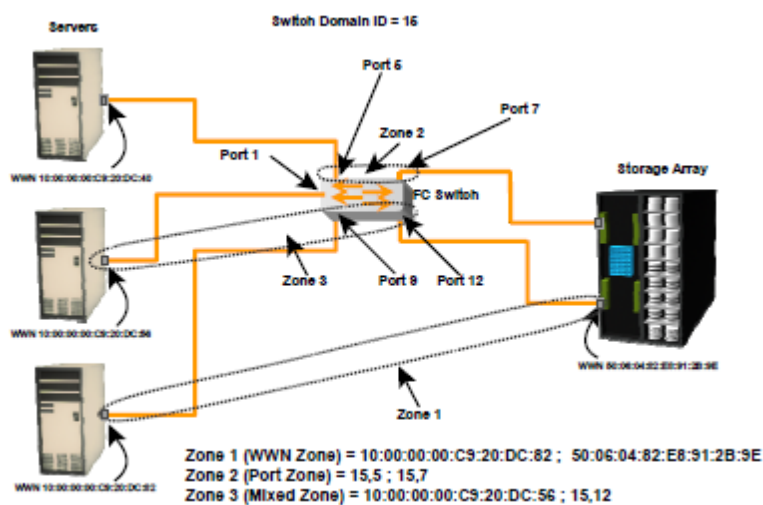 Switch Domain ID = 15
Servers
Port 5
Port 7
Zone 2
Port 1
Storage Array
WWN 10:00:00:00:C9:20:DC:40
FC Switch
Zone 3
Port 9
Port 12
WWN 10:00:00:00:C9:20:DC:56
WWN 50:06:04:82:E8:91:2B:9E
Zone 1
Zone 1 (WWN Zone) = 10:00:00:00:C9:20:DC:82 ; 50:06:04:82:E8:91:2B:9E
WWN 10:00:00:00:C9:20:DC:82
Zone 2 (Port Zone) = 15,5 ; 15,7
Zone 3 (Mixed Zone) = 10:00:00:00:C9:20:DC:56 ; 15,12